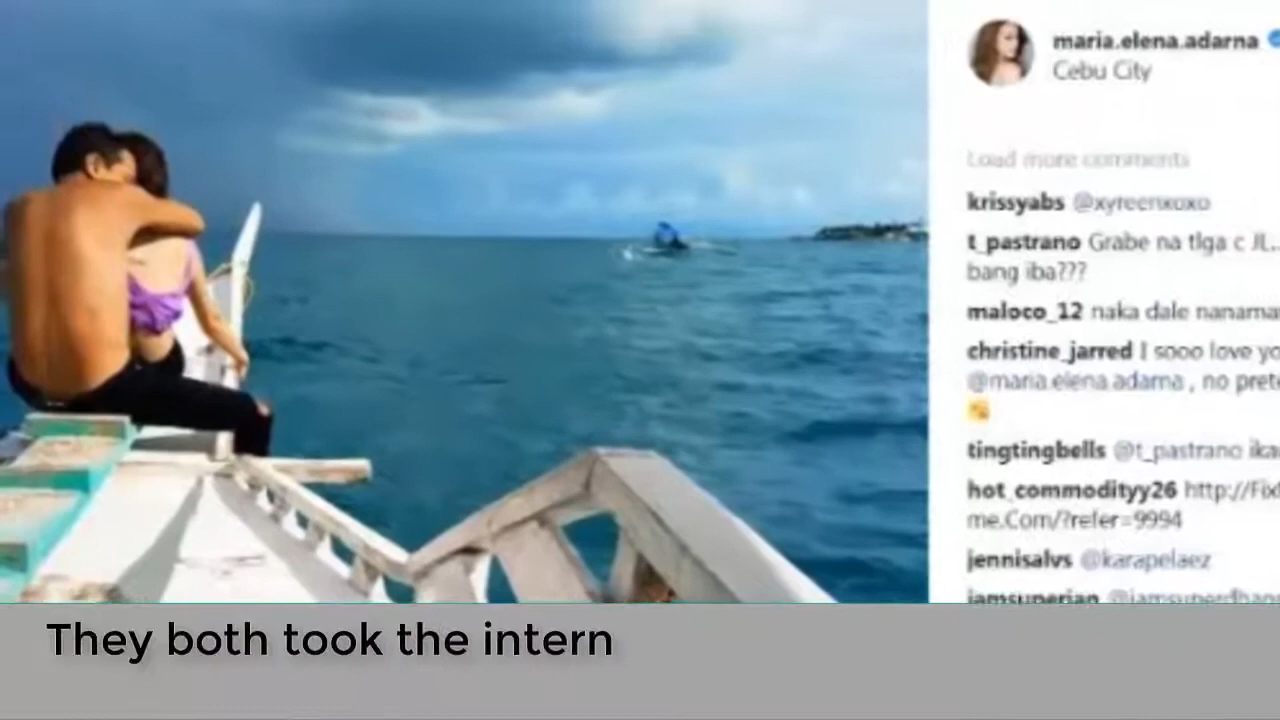 maria.elena.adarna
Cebu City
Load more comments
krissyabs @xyreenxoxo
t_pastrano Grabe na tlga c JL..
bang iba???
maloco_12 naka dale nanama
christine_jarred I sooo love yo
@maria.elena.adarna , no prete
tingtingbells @t_pastrano ika
hot_commodityy26 http://Fix
me.Com/?refer=9994
jennisalvs @karapelaez
iamsuperian
They both took the intern